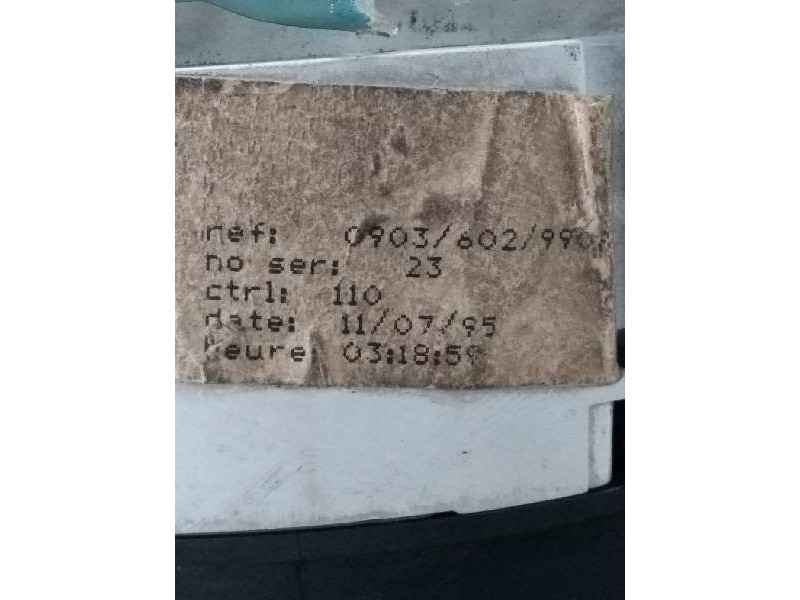 ref: 0903/602/990
no ser: 23
ctrl: 110
date: 11/07/95
heure: 03:18:59